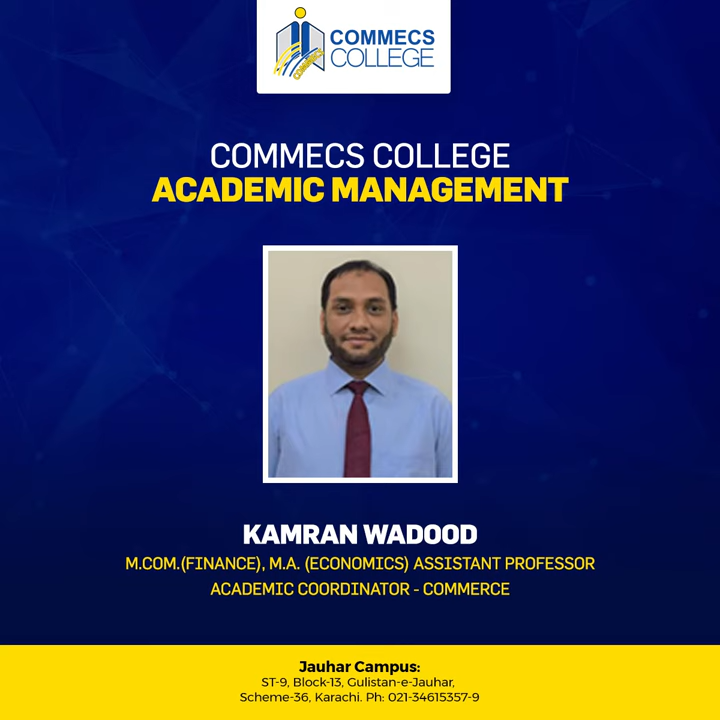 COMMECS
COLLEGE
COMMECS
COMMECS COLLEGE
ACADEMIC MANAGEMENT
KAMRAN WADOOD
M.COM.(FINANCE), M.A. (ECONOMICS) ASSISTANT PROFESSOR
ACADEMIC COORDINATOR - COMMERCE
Jauhar Campus:
ST-9, Block-13, Gulistan-e-Jauhar,
Scheme-36, Karachi. Ph: 021-34615357-9